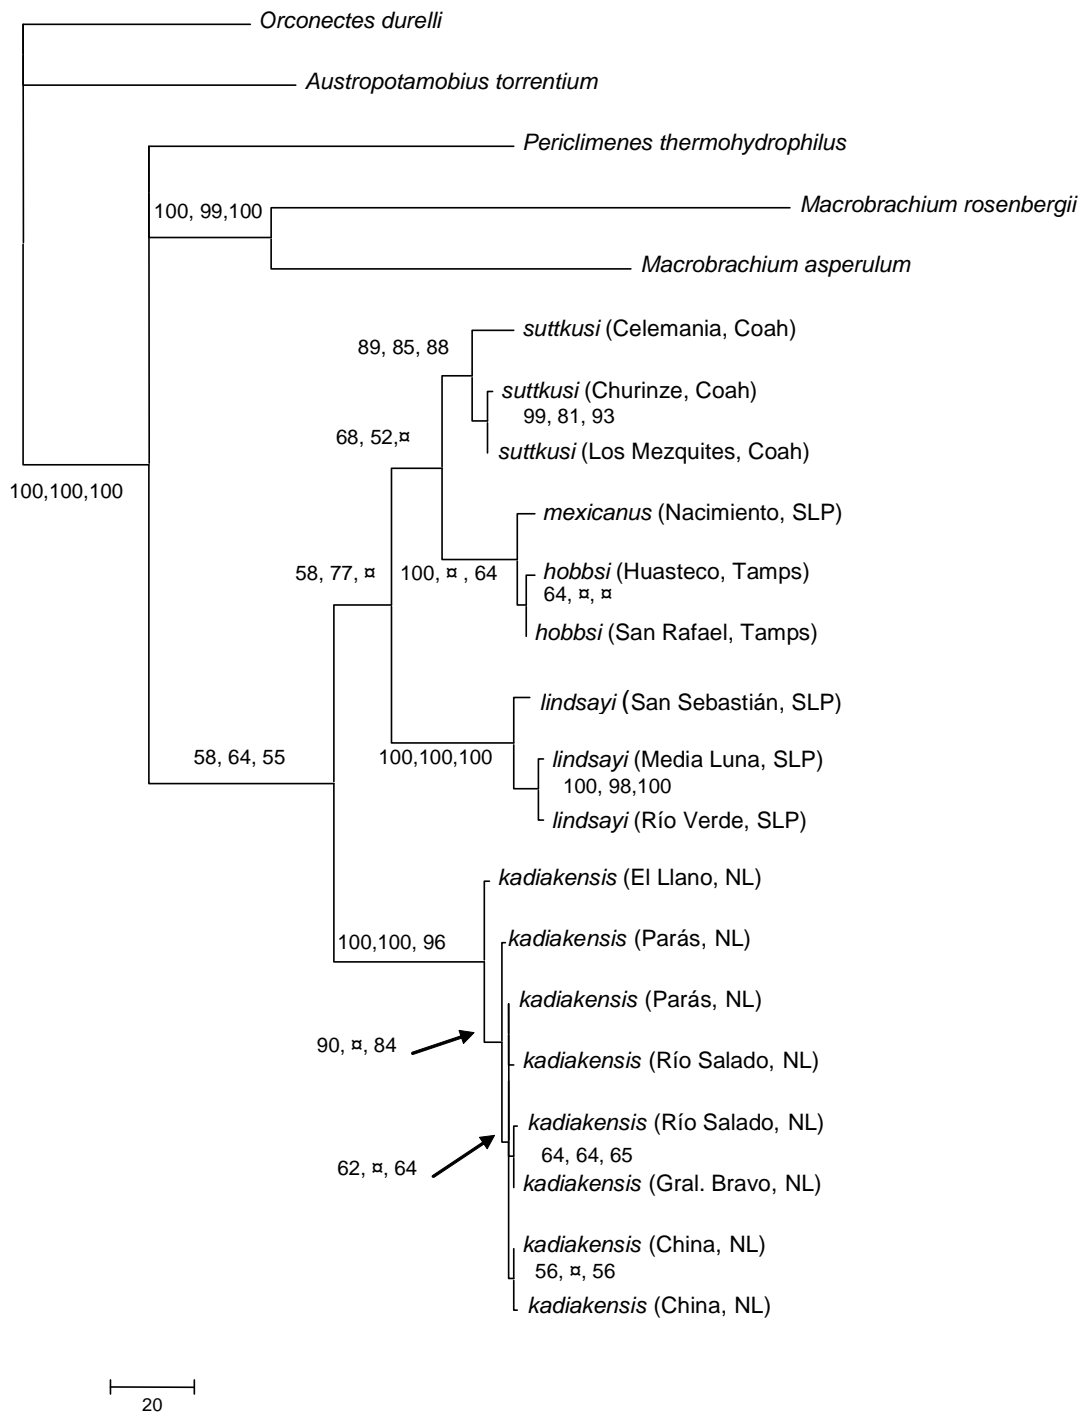 Orconectes durelli
Austropotamobius torrentium
Periclimenes thermohydrophilus
Macrobrachium rosenbergii
100, 99,100
Macrobrachium asperulum
suttkusi (Celemania, Coah)
89, 85, 88
suttkusi (Churinze, Coah)
99, 81, 93
68, 52,¤
suttkusi (Los Mezquites, Coah)
100,100,100
mexicanus (Nacimiento, SLP)
58, 77, ¤
100, ¤ , 64
hobbsi (Huasteco, Tamps)
64, ¤, ¤
hobbsi (San Rafael, Tamps)
lindsayi (San Sebastián, SLP)
58, 64, 55
100,100,100
lindsayi (Media Luna, SLP)
100, 98,100
lindsayi (Río Verde, SLP)
kadiakensis (El Llano, NL)
100,100, 96
kadiakensis (Parás, NL)
kadiakensis (Parás, NL)
90, ¤, 84
kadiakensis (Río Salado, NL)
kadiakensis (Río Salado, NL)
64, 64, 65
62, ¤, 64
kadiakensis (Gral. Bravo, NL)
kadiakensis (China, NL)
56, ¤, 56
kadiakensis (China, NL)
20